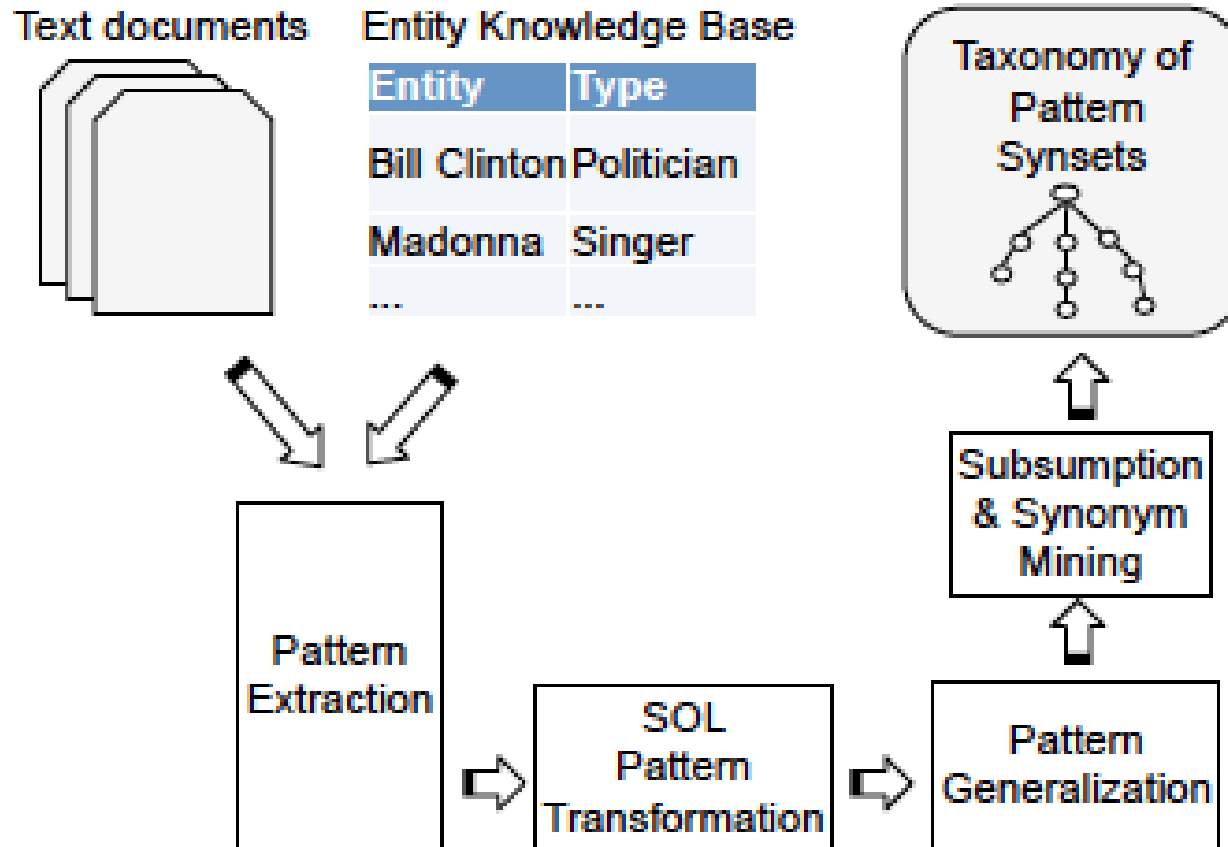 Text documents
Entity Knowledge Base
Entity Type
Bill Clinton Politician
Madonna Singer
... ...
Taxonomy of
Pattern
Synsets
Subsumption
& Synonym
Mining
Pattern
Extraction
SOL
Pattern
Transformation
Pattern
Generalization